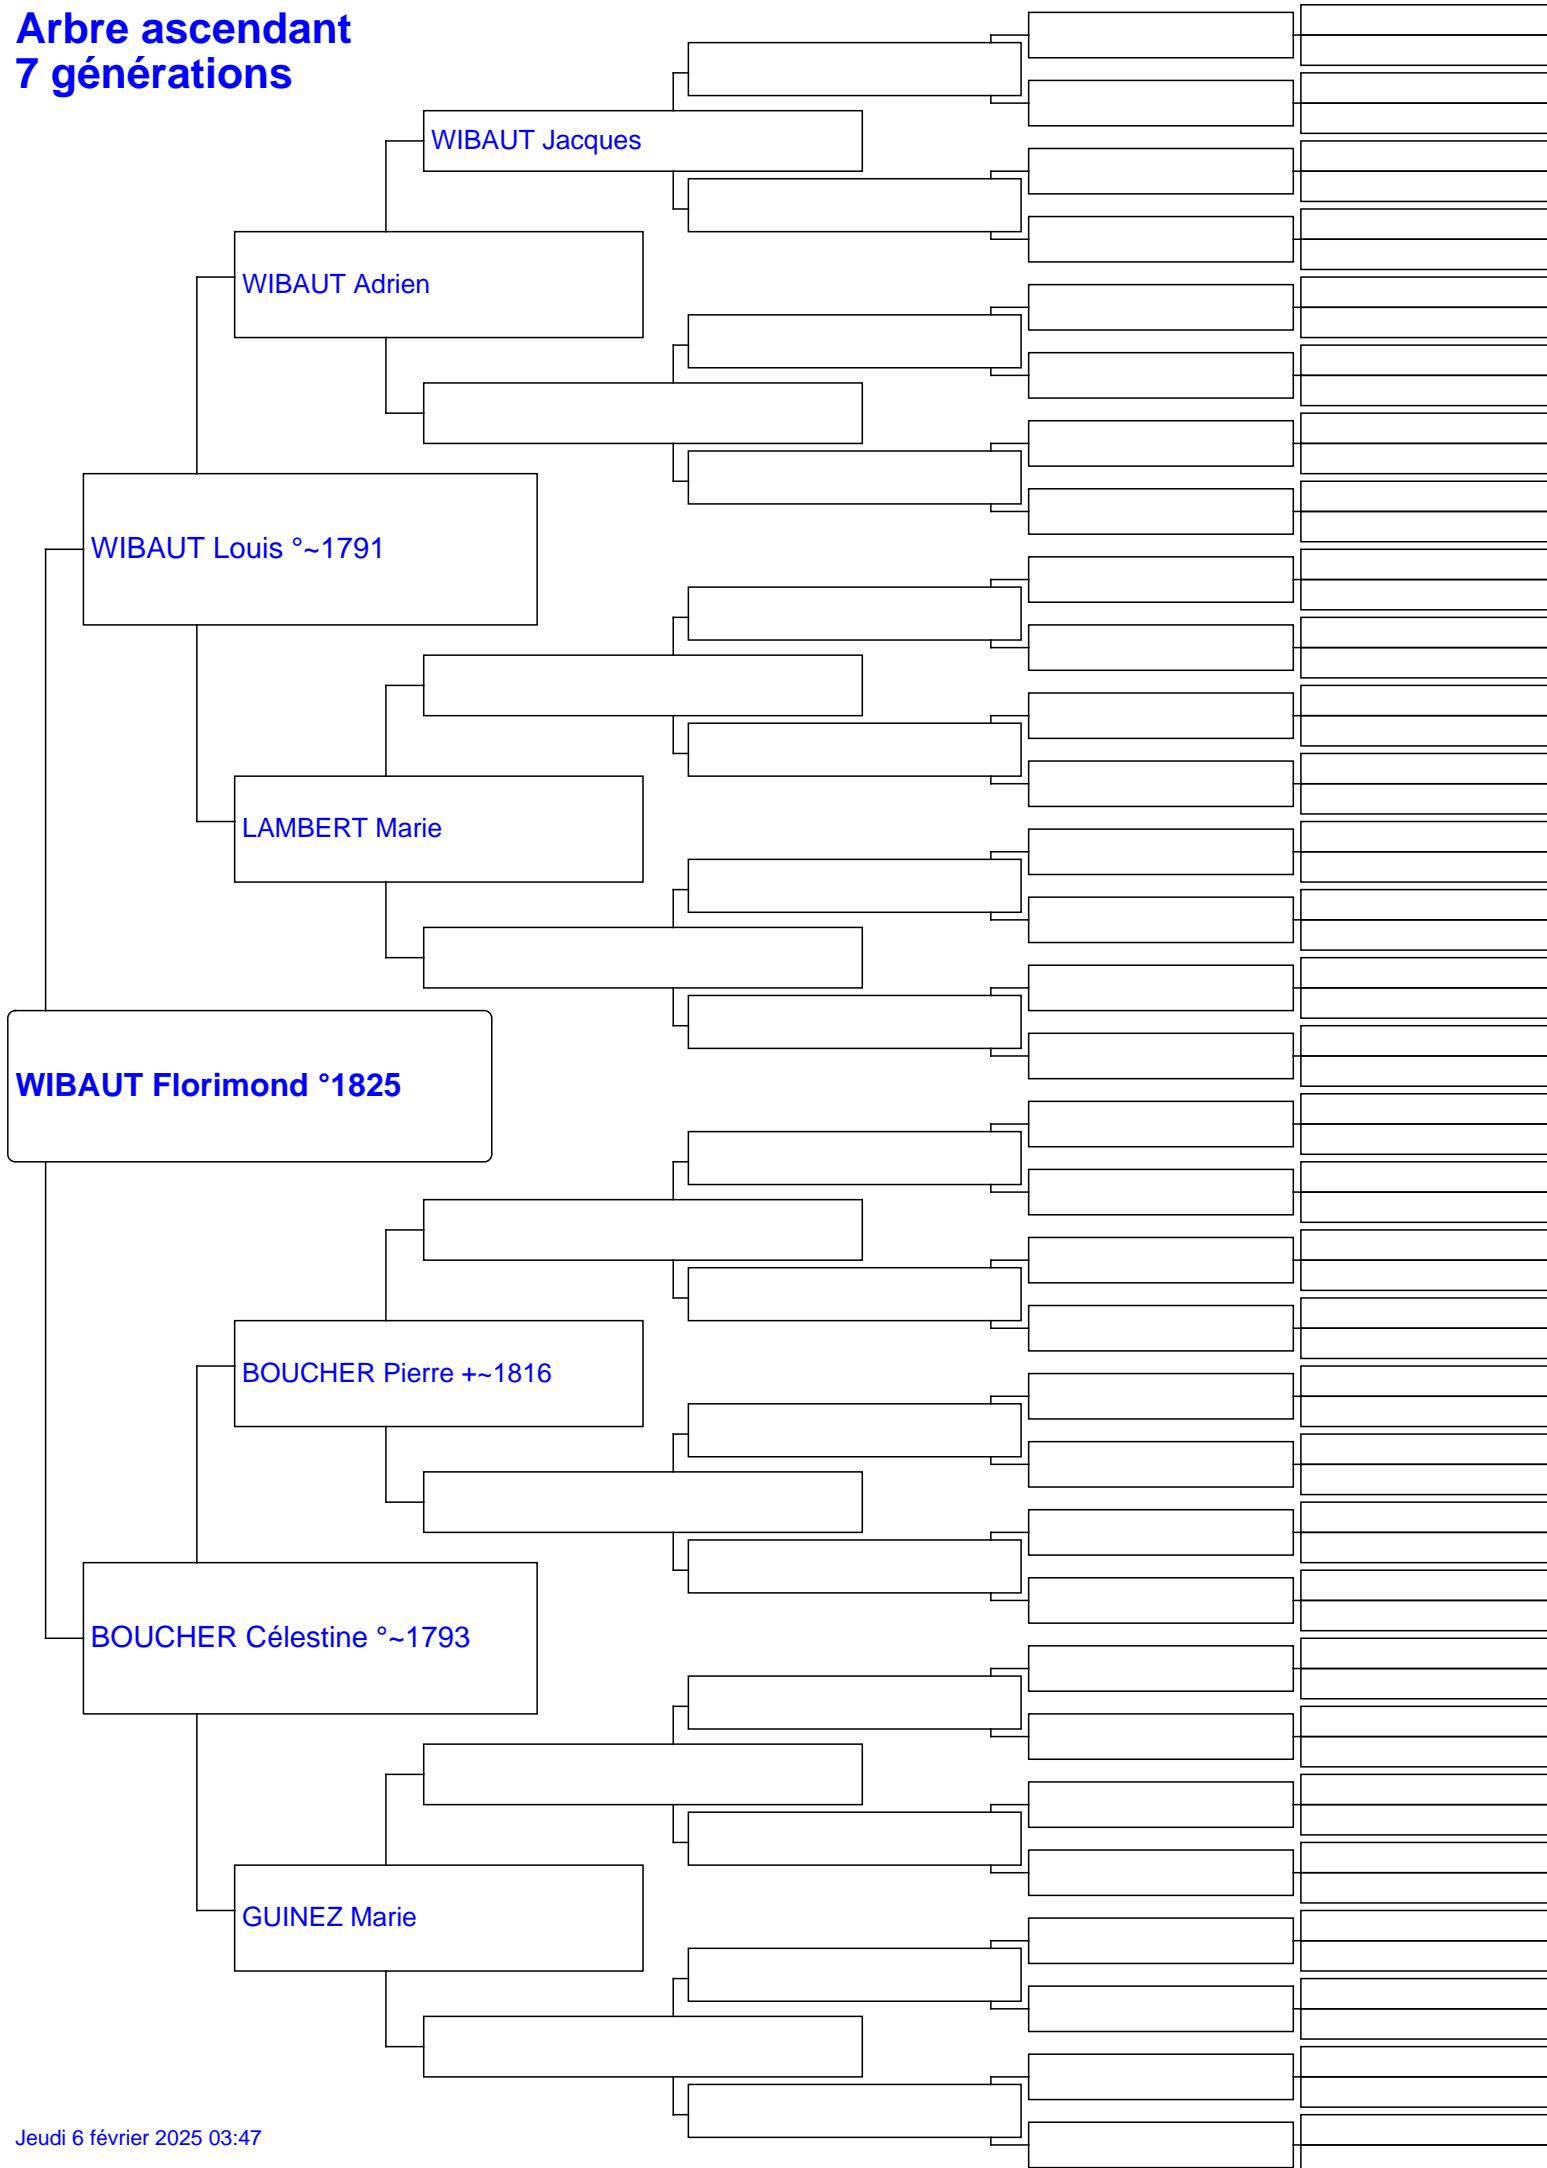 Arbre ascendant
7 générations
WIBAUT Jacques
WIBAUT Adrien
WIBAUT Louis °~1791
LAMBERT Marie
WIBAUT Florimond °1825
BOUCHER Pierre +~1816
BOUCHER Célestine °~1793
GUINEZ Marie
Jeudi 6 février 2025 03:47